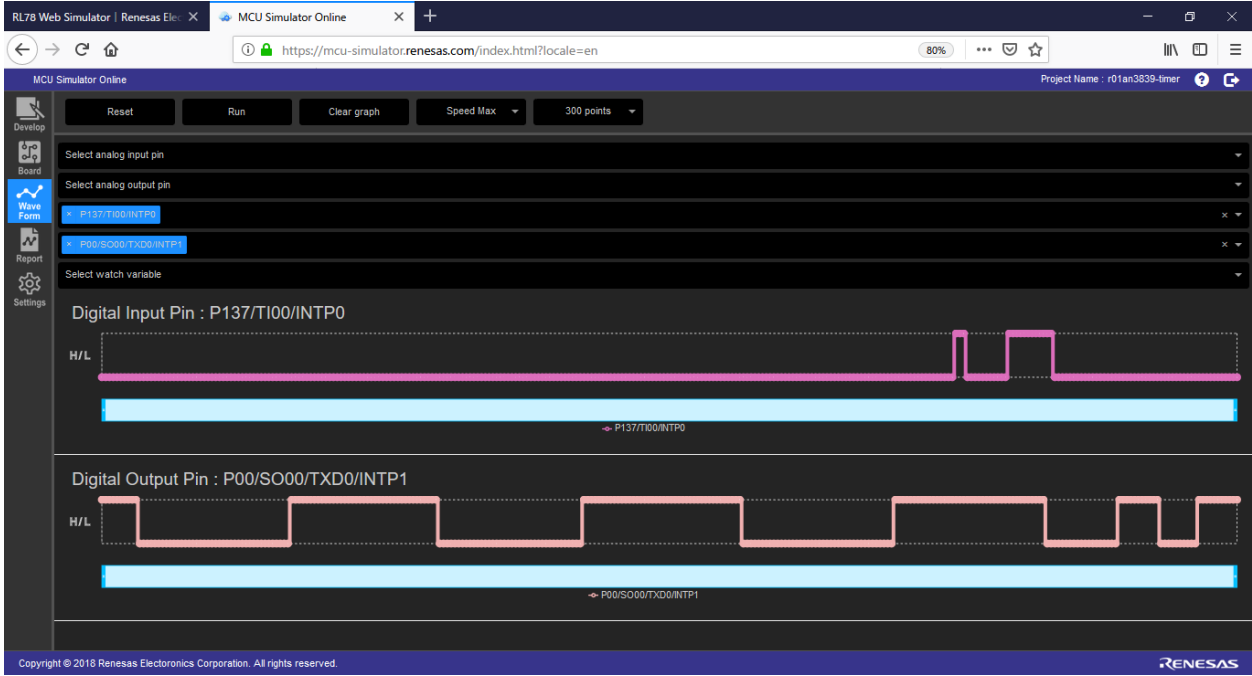 RL78 Web Simulator | Renesas Elec
MCU Simulator Online
https://mcu-simulator.renesas.com/index.html?locale=en
80%
MCU Simulator Online
Project Name : r01an3839-timer
Develop
Reset
Run
Clear graph
Speed Max
300 points
Board
Select analog input pin
Select analog output pin
Wave
Form
× P137/TI00/INTP0
× P00/SO00/TXD0/INTP1
Report
Select watch variable
Settings
Digital Input Pin : P137/TI00/INTP0
H/L
P137/TI00/INTP0
Digital Output Pin : P00/SO00/TXD0/INTP1
H/L
P00/SO00/TXD0/INTP1
Copyright © 2018 Renesas Electoronics Corporation. All rights reserved.
RENESAS